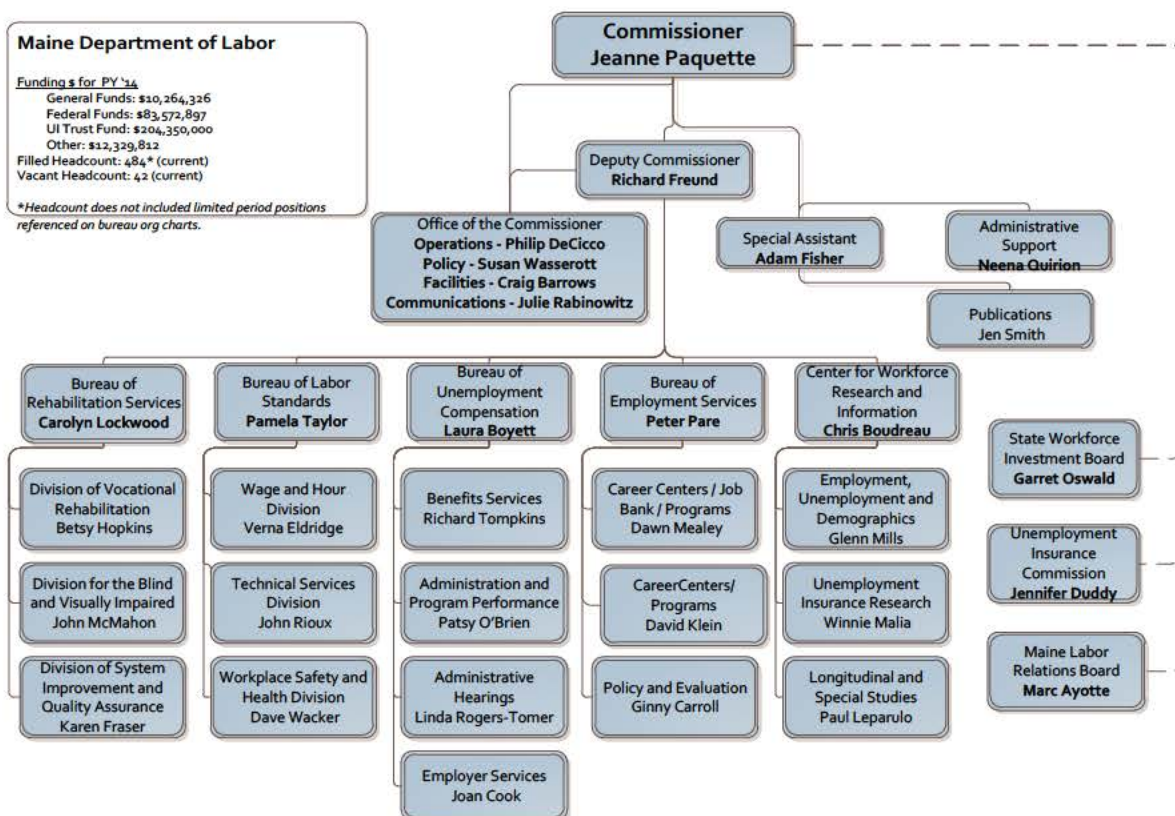 Maine Department of Labor
Funding $ for PY ‘14
General Funds: $10,264,326
Federal Funds: $83,572,897
UI Trust Fund: $204,350,000
Other: $12,329,812
Filled Headcount: 484* (current)
Vacant Headcount: 42 (current)
*Headcount does not included limited period positions
referenced on bureau org charts.
Commissioner
Jeanne Paquette
Deputy Commissioner
Richard Freund
Office of the Commissioner
Operations - Philip DeCicco
Policy - Susan Wasserott
Facilities - Craig Barrows
Communications - Julie Rabinowitz
Special Assistant
Adam Fisher
Administrative
Support
Neena Quirion
Publications
Jen Smith
Bureau of
Rehabilitation Services
Carolyn Lockwood
Division of Vocational
Rehabilitation
Betsy Hopkins
Division for the Blind
and Visually Impaired
John McMahon
Division of System
Improvement and
Quality Assurance
Karen Fraser
Bureau of Labor
Standards
Pamela Taylor
Wage and Hour
Division
Verna Eldridge
Technical Services
Division
John Rioux
Workplace Safety and
Health Division
Dave Wacker
Bureau of
Unemployment
Compensation
Laura Boyett
Benefits Services
Richard Tompkins
Administration and
Program Performance
Patsy O’Brien
Administrative
Hearings
Linda Rogers-Tomer
Employer Services
Joan Cook
Bureau of
Employment Services
Peter Pare
Career Centers / Job
Bank / Programs
Dawn Mealey
CareerCenters/
Programs
David Klein
Policy and Evaluation
Ginny Carroll
Center for Workforce
Research and
Information
Chris Boudreau
Employment,
Unemployment and
Demographics
Glenn Mills
Unemployment
Insurance Research
Winnie Malia
Longitudinal and
Special Studies
Paul Leparulo
State Workforce
Investment Board
Garret Oswald
Unemployment
Insurance
Commission
Jennifer Duddy
Maine Labor
Relations Board
Marc Ayotte